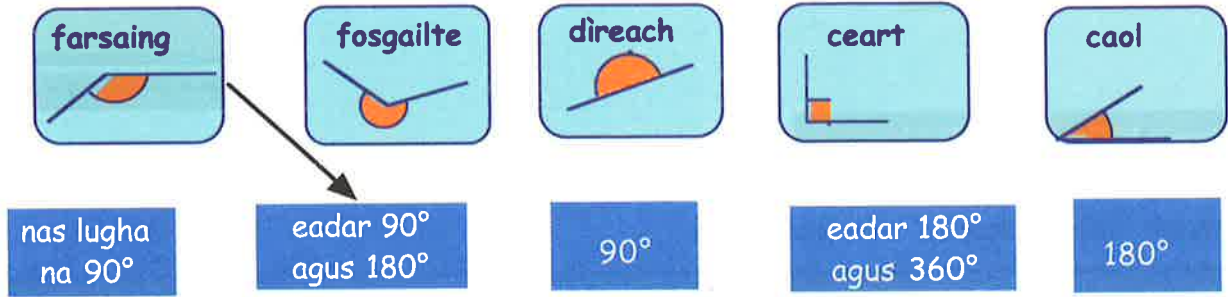 farsaing
fosgailte
dìreach
ceart
caol
nas lugha
na 90°
eadar 90°
agus 180°
90°
eadar 180°
agus 360°
180°